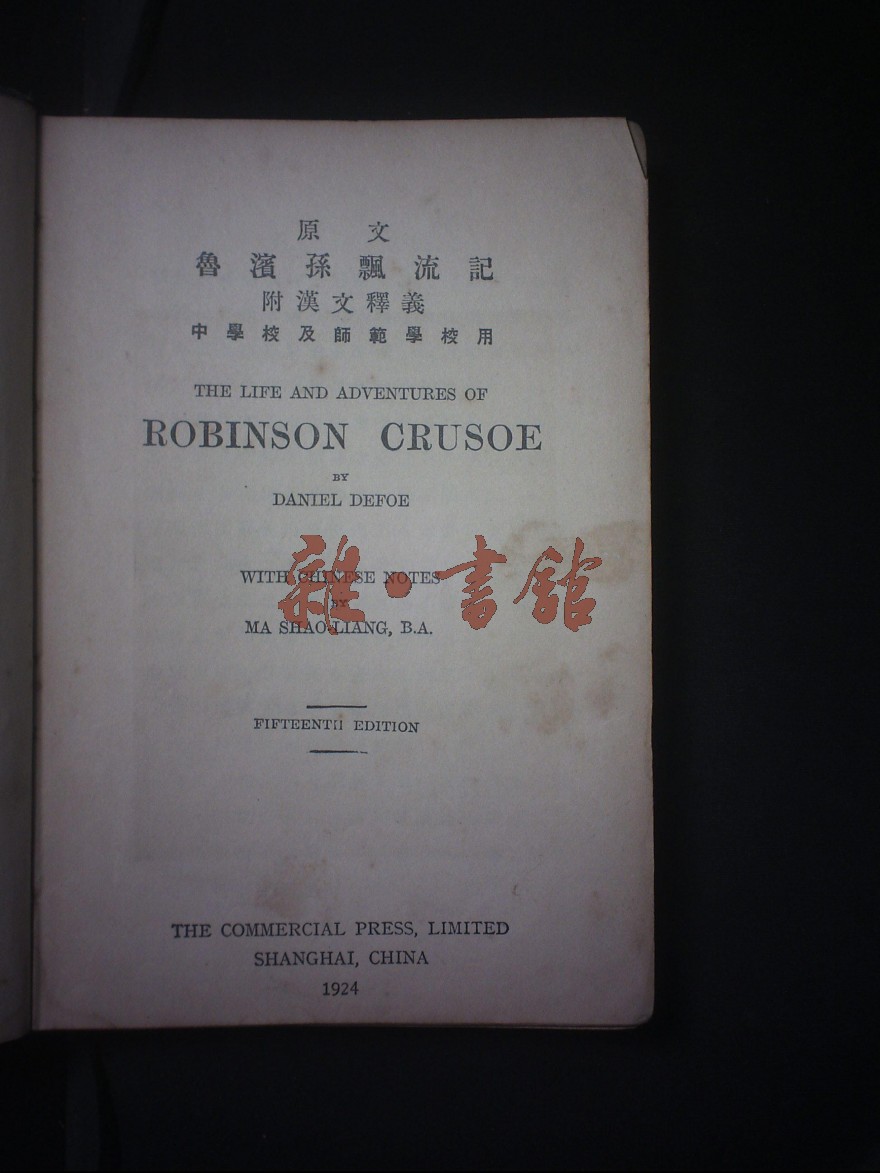 原文
魯濱孫飄流記
附漢文釋義
中學校及師範學校用
THE LIFE AND ADVENTURES OF
ROBINSON CRUSOE
BY
DANIEL DEFOE
WITH CHINESE NOTES
BY
MA SHAO-LIANG, B.A.
雜·書館
FIFTEENTH EDITION
THE COMMERCIAL PRESS, LIMITED
SHANGHAI, CHINA
1924